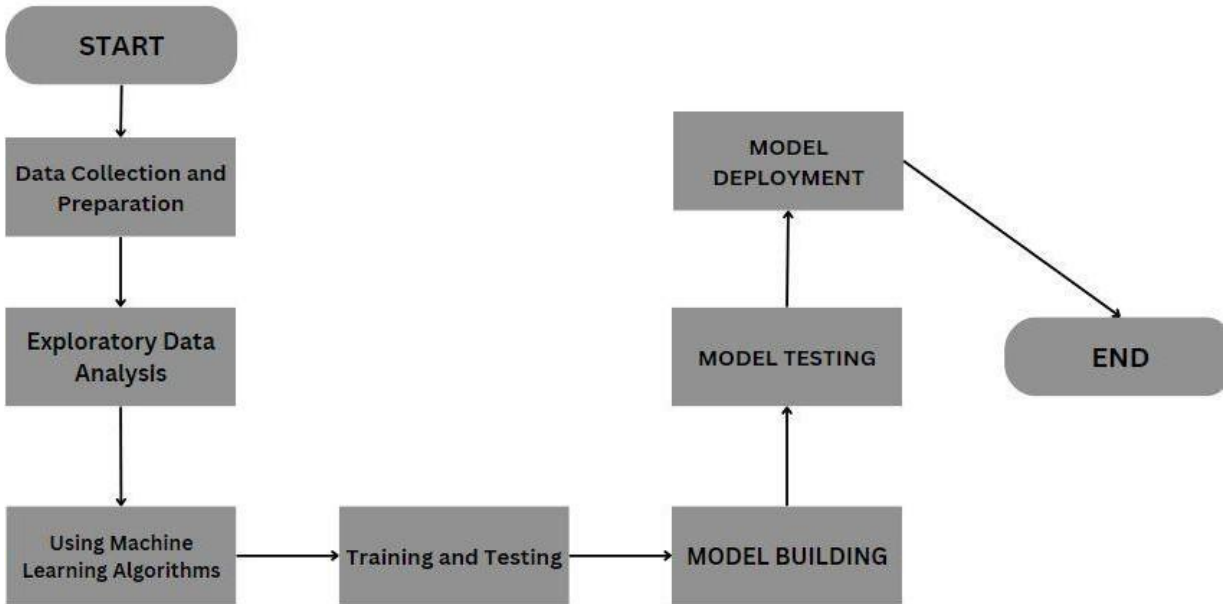 START
Data Collection and
Preparation
Exploratory Data
Analysis
Using Machine
Learning Algorithms
Training and Testing
MODEL BUILDING
MODEL TESTING
MODEL
DEPLOYMENT
END